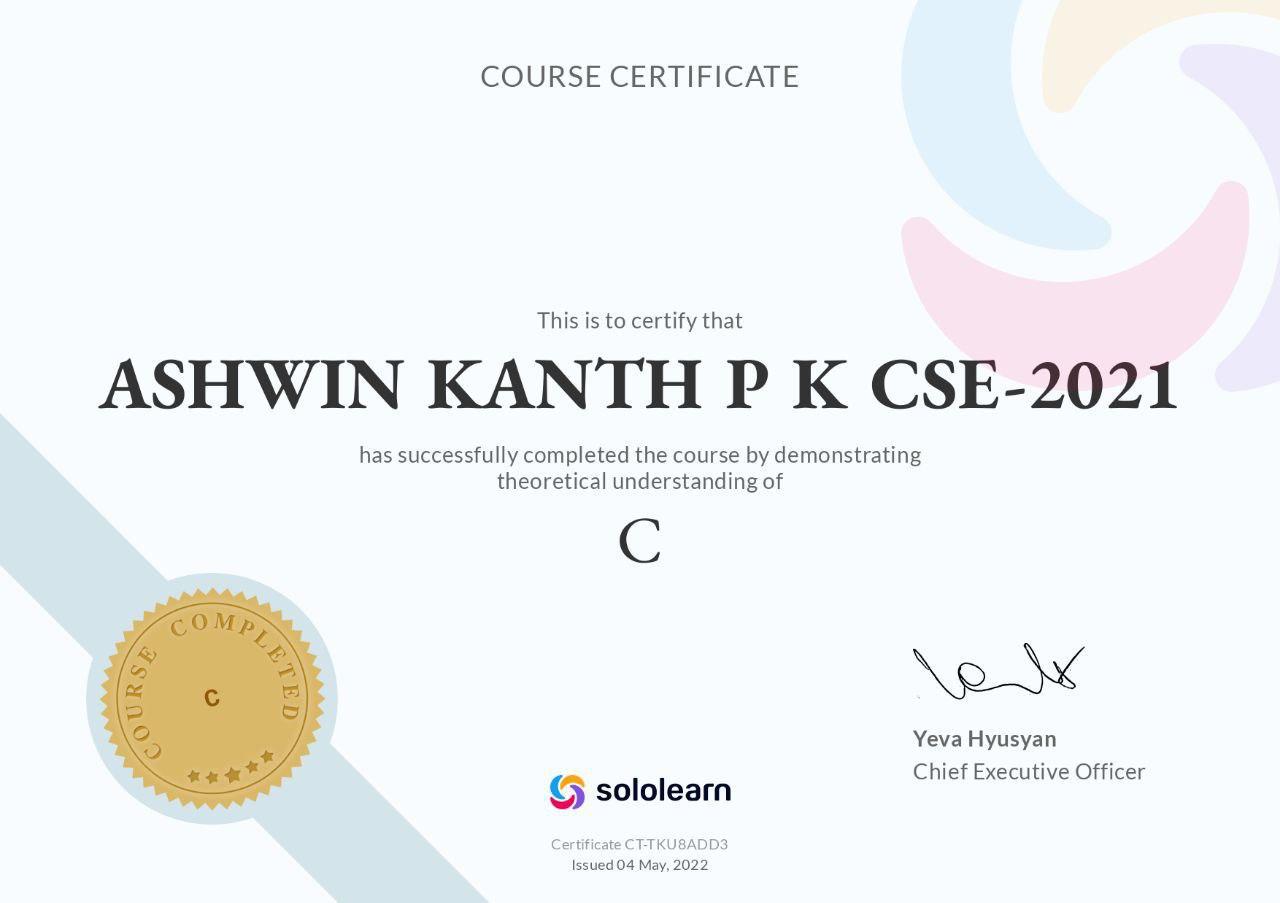 COURSE CERTIFICATE
This is to certify that
ASHWIN KANTH P K CSE-2021
has successfully completed the course by demonstrating
theoretical understanding of
C
COURSE COMPLETED
C
Yeva Hyusyan
Chief Executive Officer
sololearn
Certificate CT-TKU8ADD3
Issued 04 May, 2022